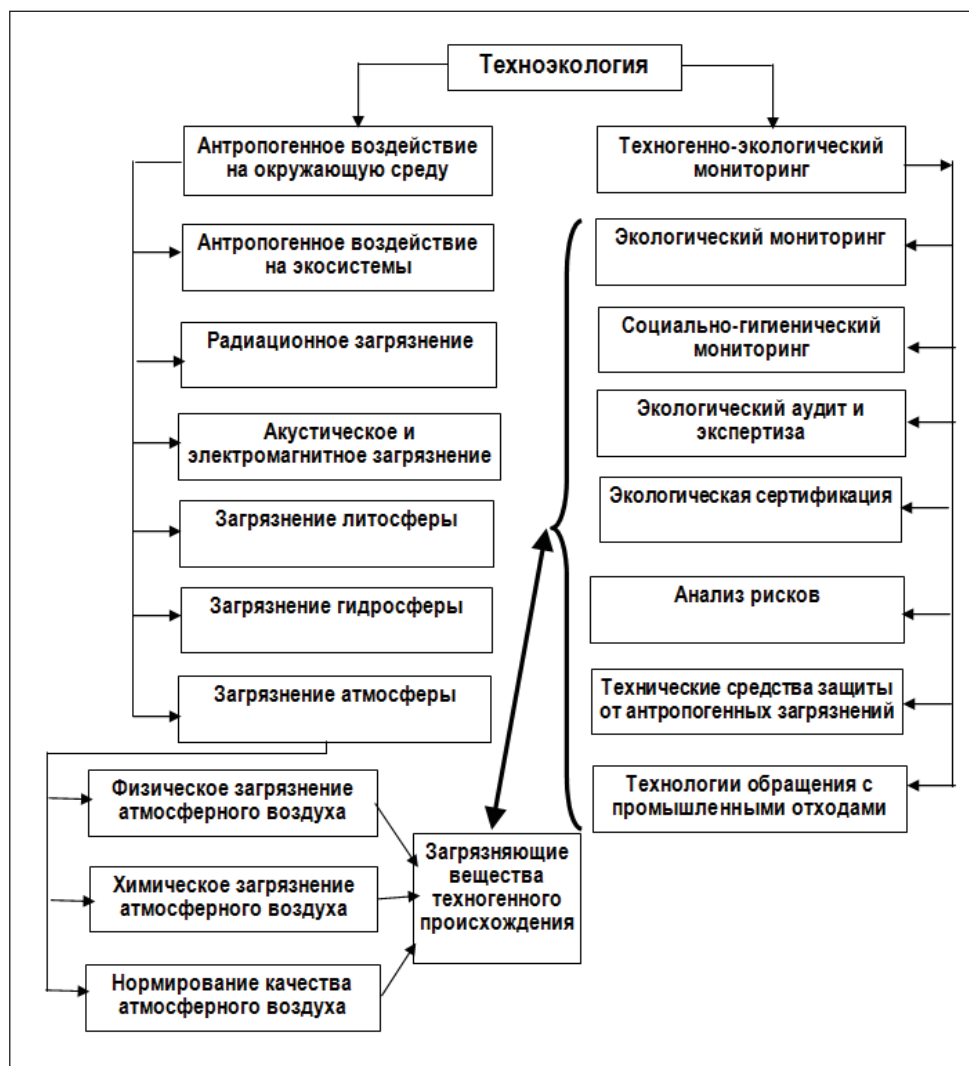 Техноэкология
Антропогенное воздействие
на окружающую среду
Антропогенное воздействие
на экосистемы
Радиационное загрязнение
Акустическое и
электромагнитное загрязнение
Загрязнение литосферы
Загрязнение гидросферы
Загрязнение атмосферы
Физическое загрязнение
атмосферного воздуха
Химическое загрязнение
атмосферного воздуха
Нормирование качества
атмосферного воздуха
Загрязняющие
вещества
техногенного
происхождения
Техногенно-экологический
мониторинг
Экологический мониторинг
Социально-гигиенический
мониторинг
Экологический аудит и
экспертиза
Экологическая сертификация
Анализ рисков
Технические средства защиты
от антропогенных загрязнений
Технологии обращения с
промышленными отходами